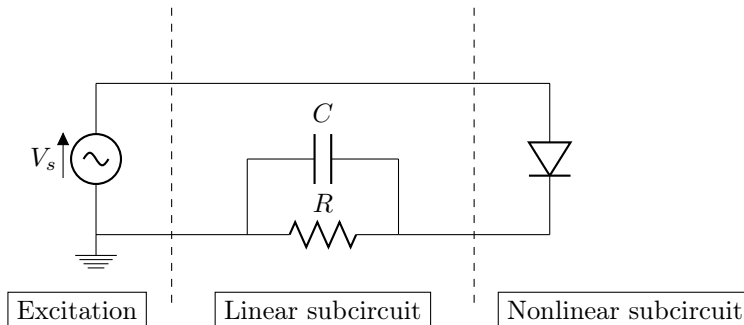 C
V_s
R
Excitation
Linear subcircuit
Nonlinear subcircuit